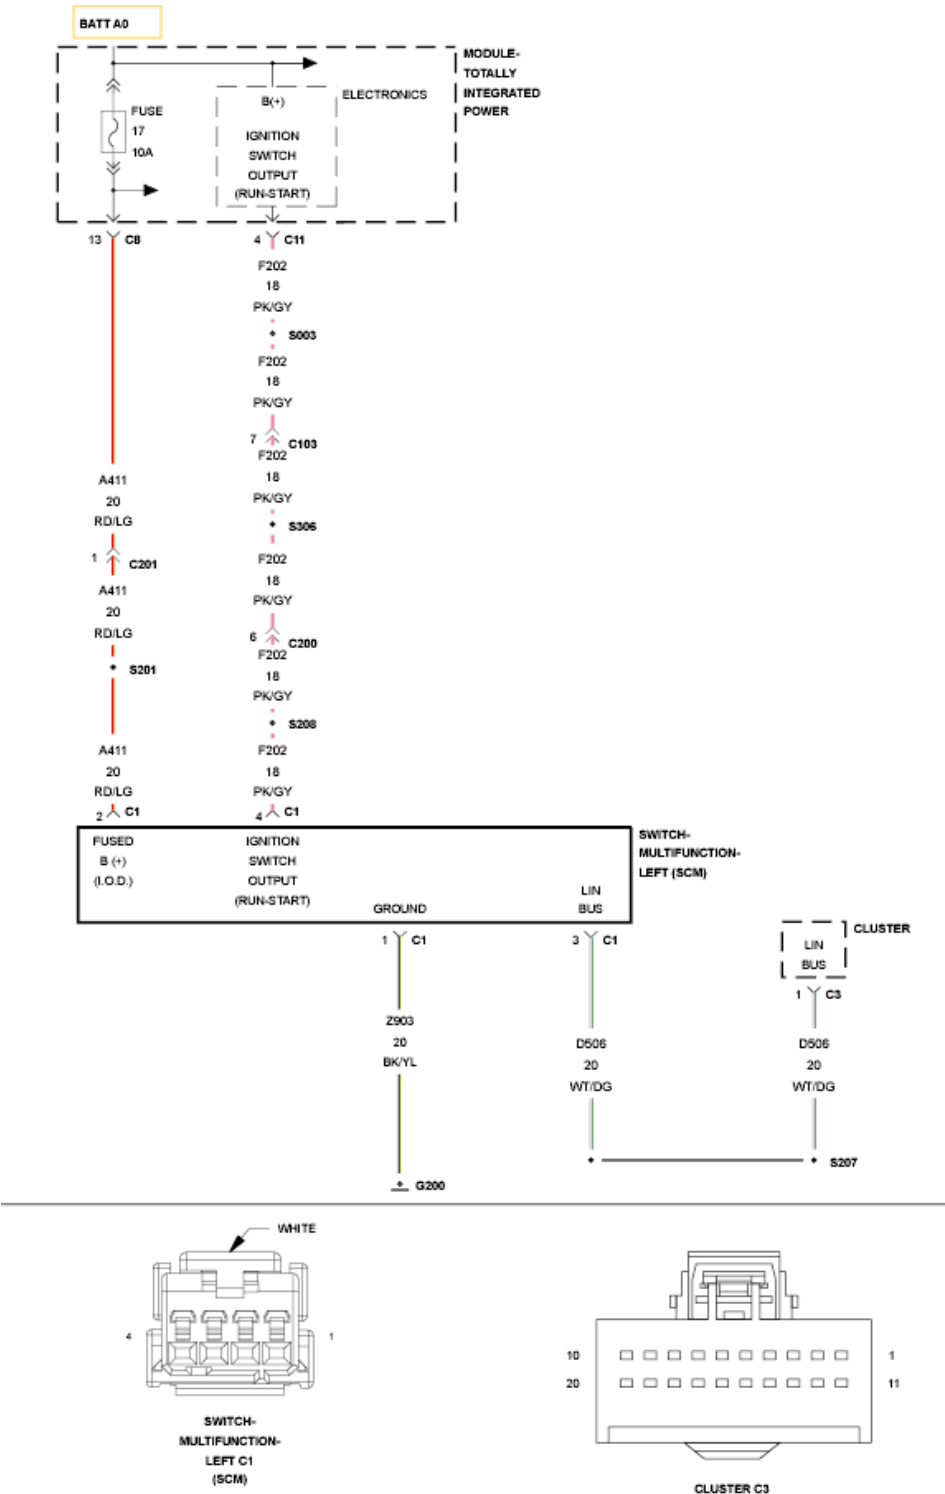 BATT A0
MODULE-
TOTALLY
INTEGRATED
POWER
ELECTRONICS
B(+)
FUSE
17
10A
IGNITION
SWITCH
OUTPUT
(RUN-START)
13 C8
4 C11
F202
18
PK/GY
S003
F202
18
PK/GY
7 C103
F202
18
PK/GY
S306
F202
18
PK/GY
6 C200
F202
18
PK/GY
S208
F202
18
PK/GY
4 C1
A411
20
RD/LG
1 C201
A411
20
RD/LG
S201
A411
20
RD/LG
2 C1
SWITCH-
MULTIFUNCTION-
LEFT (SCM)
FUSED
B (+)
(I.O.D.)
IGNITION
SWITCH
OUTPUT
(RUN-START)
GROUND
LIN
BUS
1 C1
3 C1
CLUSTER
LIN
BUS
1 C3
Z903
20
BK/YL
D506
20
WT/DG
D506
20
WT/DG
S207
G200
WHITE
4
1
SWITCH-
MULTIFUNCTION-
LEFT C1
(SCM)
10
1
20
11
CLUSTER C3